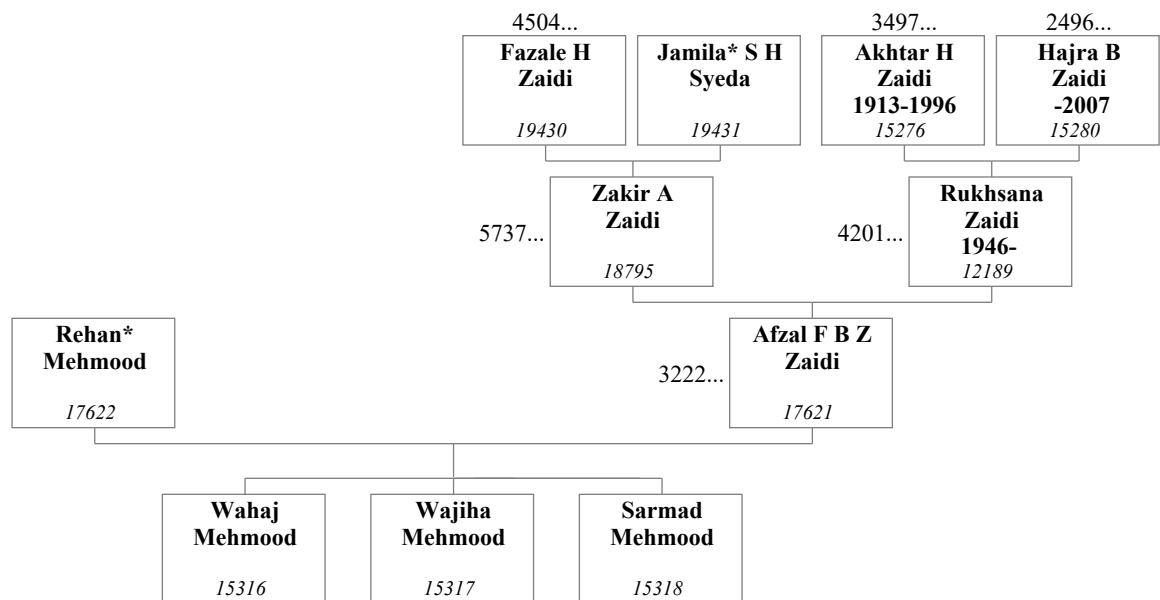 4504...
3497...
2496...
Fazale H
Zaidi
19430
Jamila* S H
Syeda
19431
Akhtar H
Zaidi
1913-1996
15276
Hajra B
Zaidi
-2007
15280
5737...
Zakir A
Zaidi
18795
4201...
Rukhsana
Zaidi
1946-
12189
Rehan*
Mehmood
17622
3222...
Afzal F B Z
Zaidi
17621
Wahaj
Mehmood
15316
Wajiha
Mehmood
15317
Sarmad
Mehmood
15318